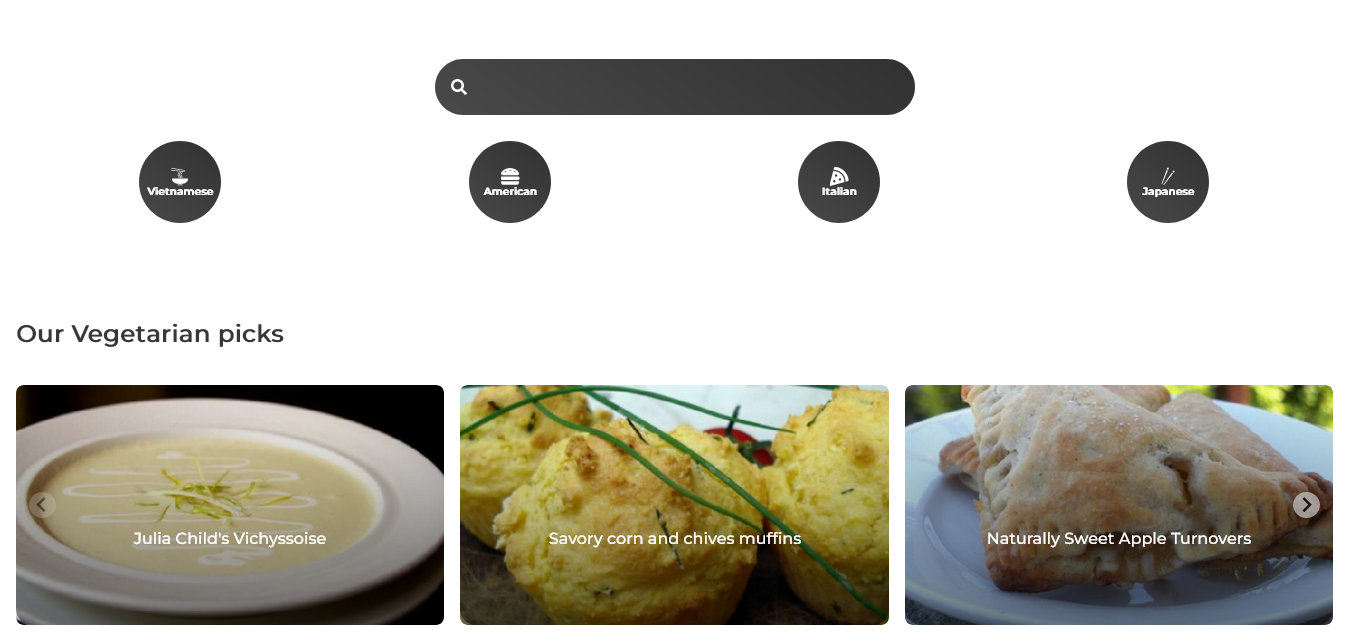 Vietnamese
American
Italian
Japanese
Our Vegetarian picks
Julia Child's Vichyssoise
Savory corn and chives muffins
Naturally Sweet Apple Turnovers